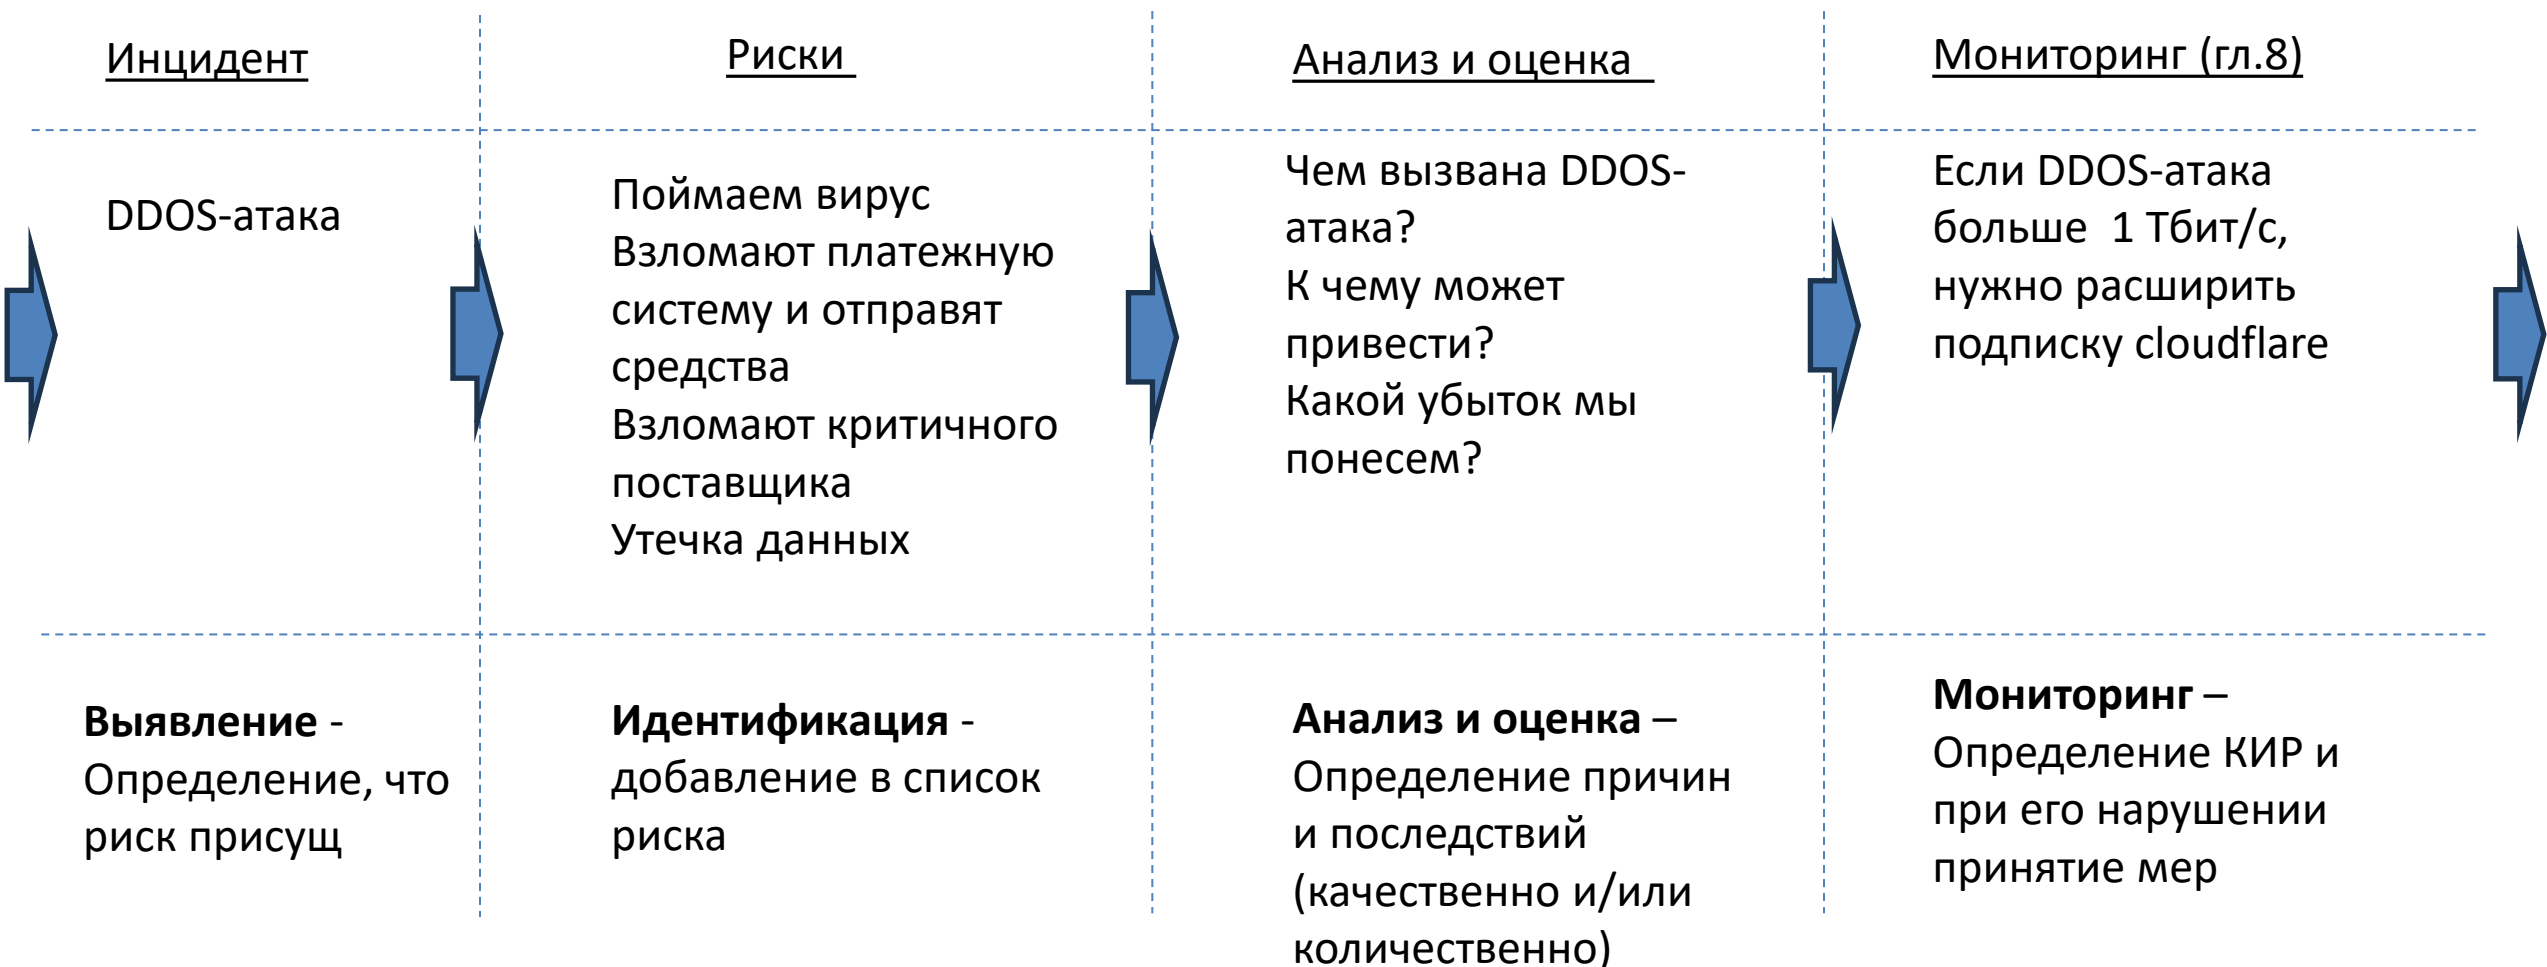 Инцидент
Риски
Анализ и оценка
Мониторинг (гл.8)
DDOS-атака
Поймаем вирус
Взломают платежную
систему и отправят
средства
Взломают критичного
поставщика
Утечка данных
Чем вызвана DDOS-
атака?
К чему может
привести?
Какой убыток мы
понесем?
Если DDOS-атака
больше  1 Тбит/с,
нужно расширить
подписку cloudflare
Выявление -
Определение, что
риск присущ
Идентификация -
добавление в список
риска
Анализ и оценка –
Определение причин
и последствий
(качественно и/или
количественно)
Мониторинг –
Определение КИР и
при его нарушении
принятие мер